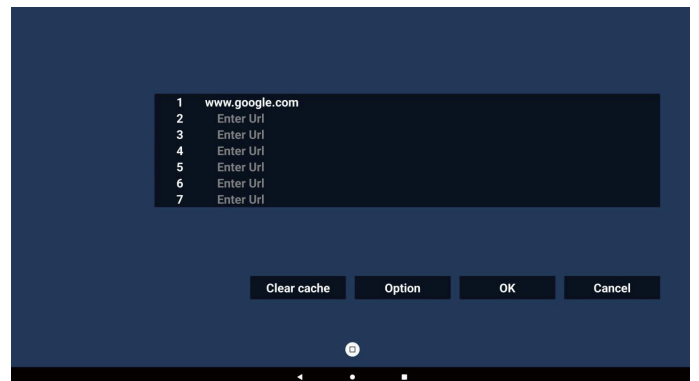 1 www.google.com
2 Enter Url
3 Enter Url
4 Enter Url
5 Enter Url
6 Enter Url
7 Enter Url
Clear cache Option OK Cancel